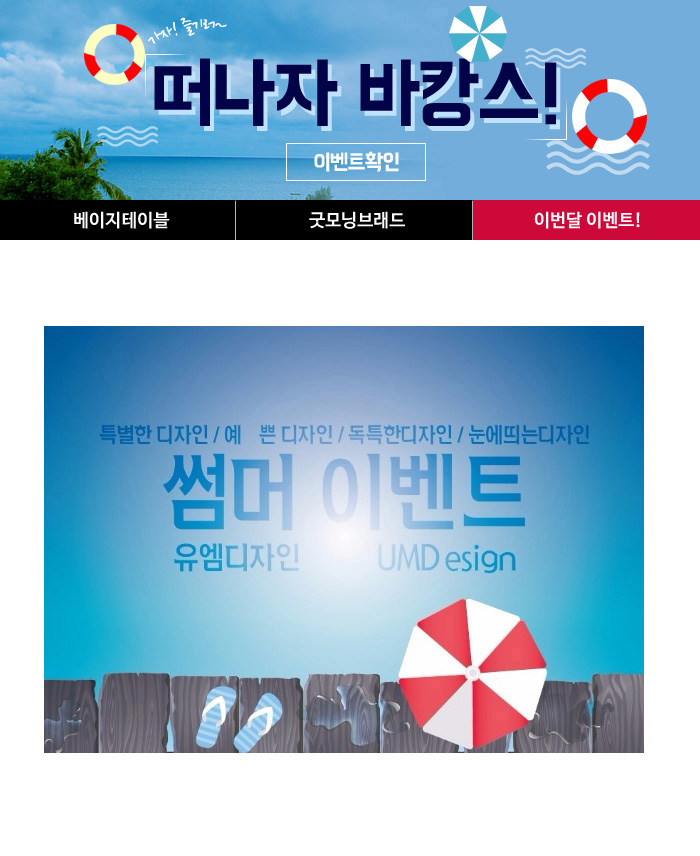 가자! 즐기러~
떠나자 바캉스!
이벤트확인
베이지테이블
굿모닝브래드
이번달 이벤트!
특별한 디자인 / 예 쁜 디자인 / 독특한디자인 / 눈에띄는디자인
썸머 이벤트
유엠디자인 UMD esign